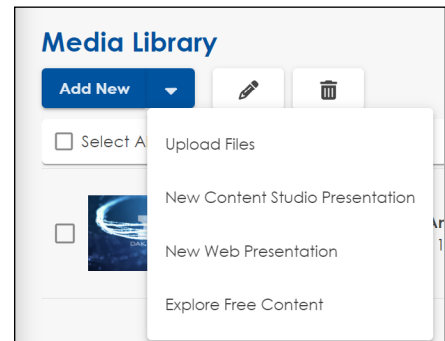 Media Library
Add New
Select A
Upload Files
New Content Studio Presentation
New Web Presentation
Explore Free Content